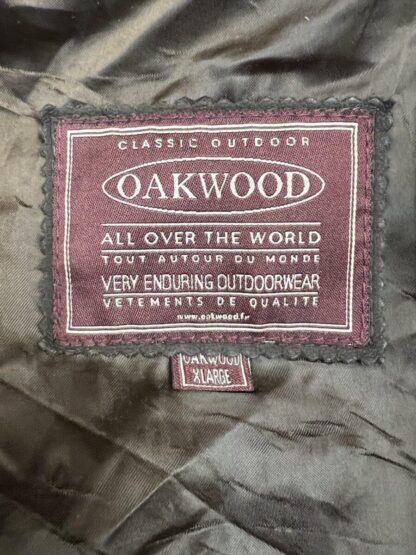 CLASSIC OUTDOOR
OAKWOOD
ALL OVER THE WORLD
TOUT AUTOUR DU MONDE
VERY ENDURING OUTDOORWEAR
VETEMENTS DE QUALITE
www.oakwood.fr
OAKWOOD
XLARGE